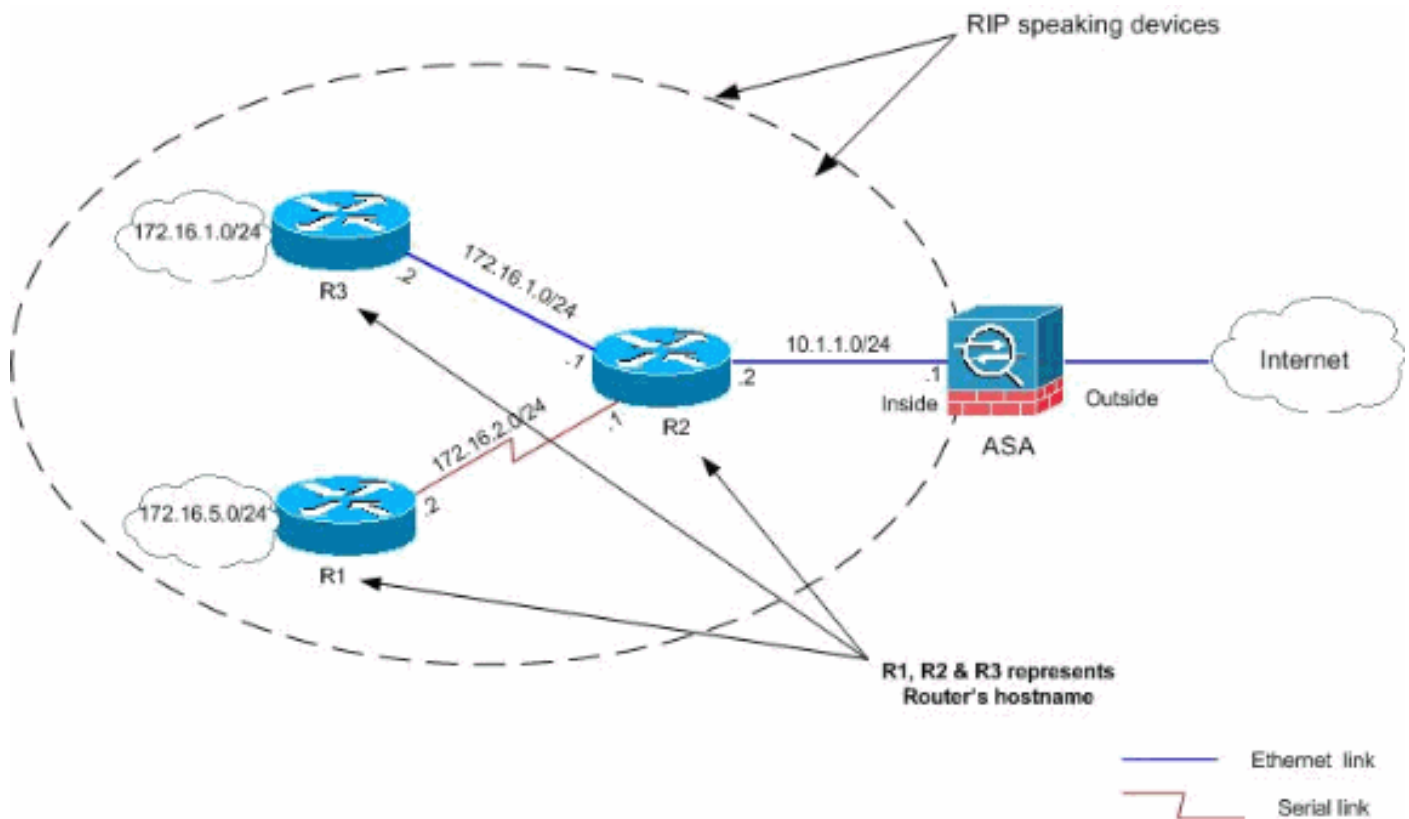 RIP speaking devices
172.16.1.0/24
R3
.2
172.16.1.0/24
.1
R2
.2
10.1.1.0/24
.1
Inside
Outside
ASA
Internet
172.16.2.0/24
.1
.2
172.16.5.0/24
R1
R1, R2 & R3 represents
Router's hostname
Ethernet link
Serial link